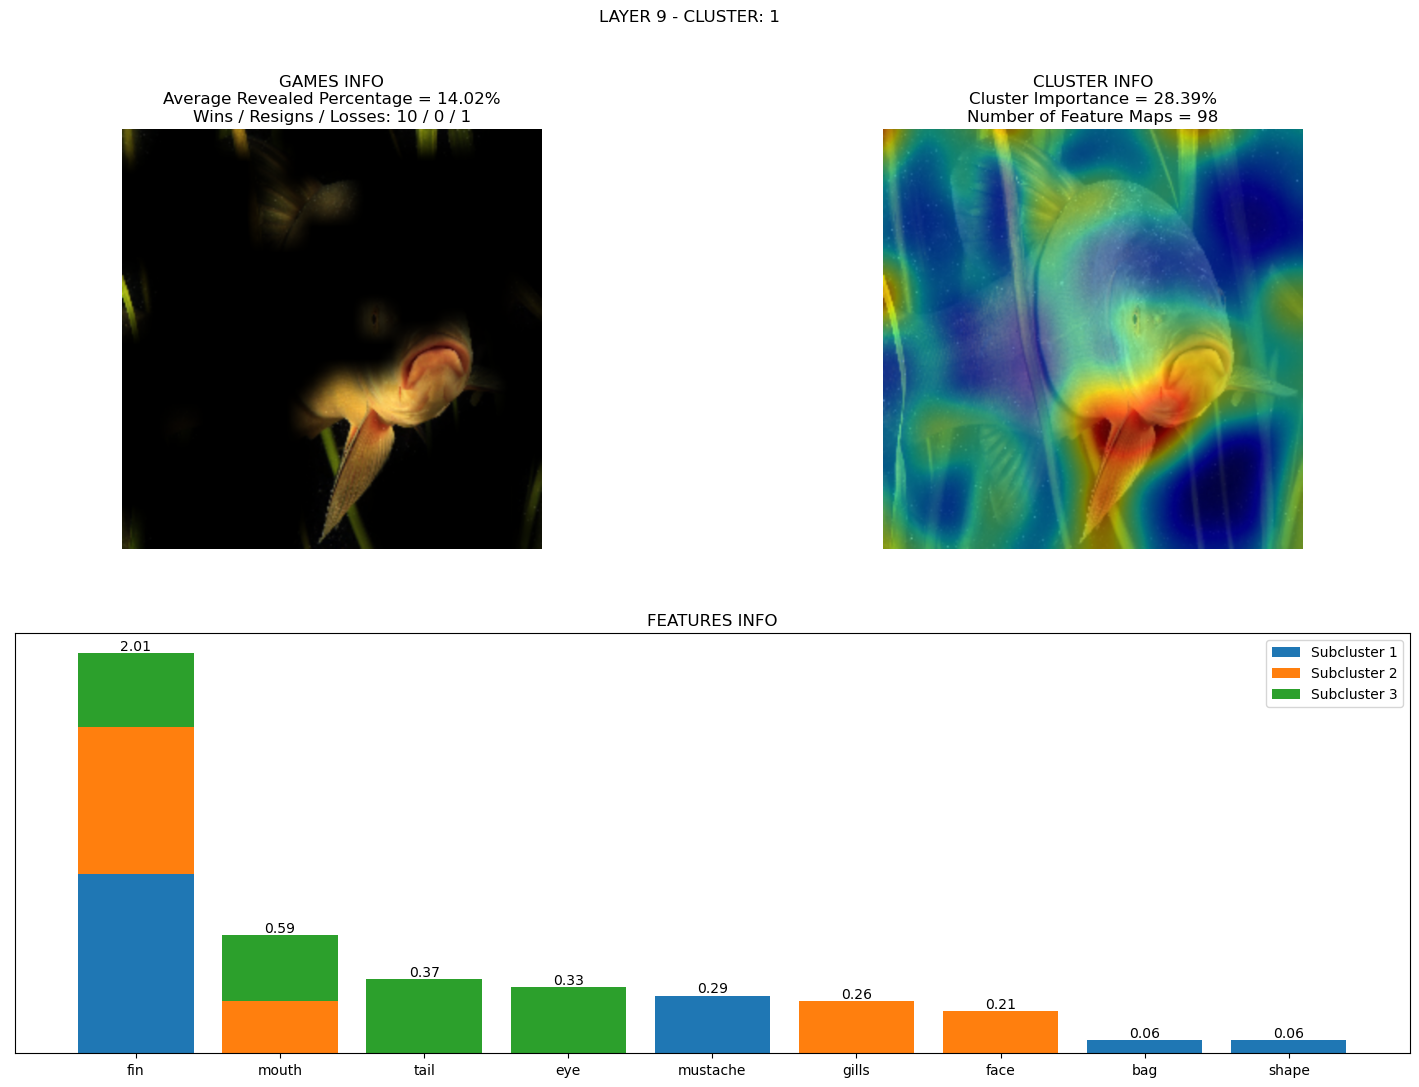 LAYER 9 - CLUSTER: 1
GAMES INFO
Average Revealed Percentage = 14.02%
Wins / Resigns / Losses: 10 / 0 / 1
CLUSTER INFO
Cluster Importance = 28.39%
Number of Feature Maps = 98
FEATURES INFO
Subcluster 1
Subcluster 2
Subcluster 3
2.01
0.59
0.37
0.33
0.29
0.26
0.21
0.06
0.06
fin
mouth
tail
eye
mustache
gills
face
bag
shape